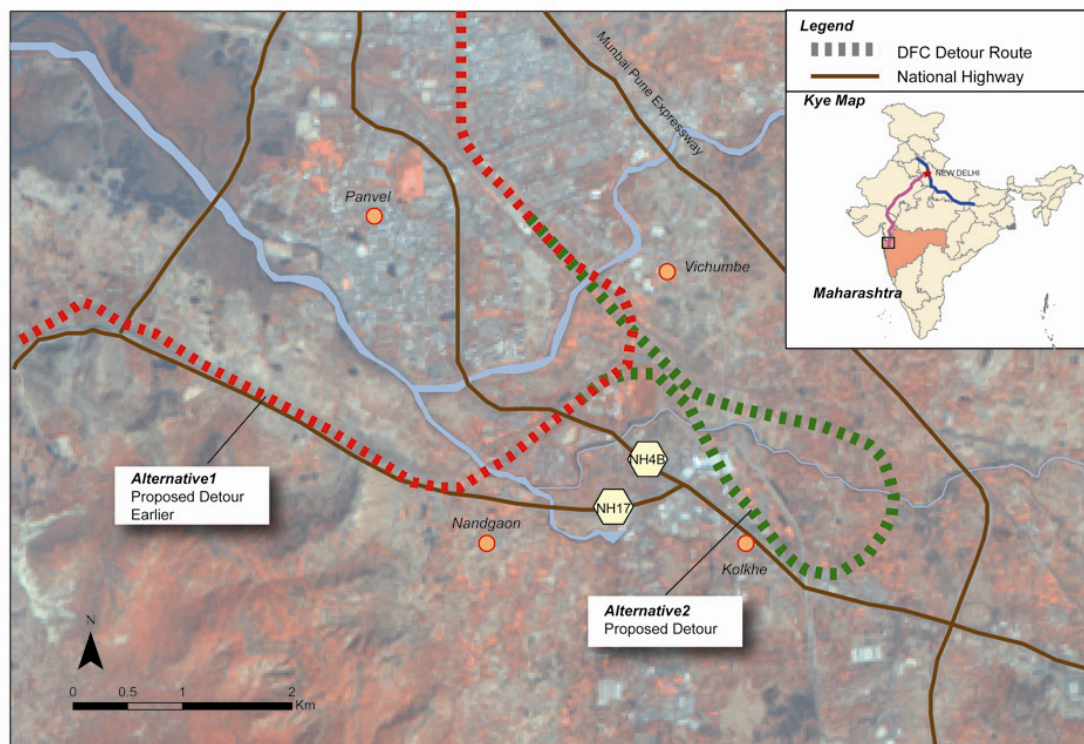 Legend
DFC Detour Route
National Highway
Kye Map
NEW DELHI
Maharashtra
Munbai Pune Expressway
Panvel
Vichumbe
Alternative1
Proposed Detour
Earlier
NH4B
NH17
Nandgaon
Kolkhe
Alternative2
Proposed Detour
N
0 0.5 1 2
Km